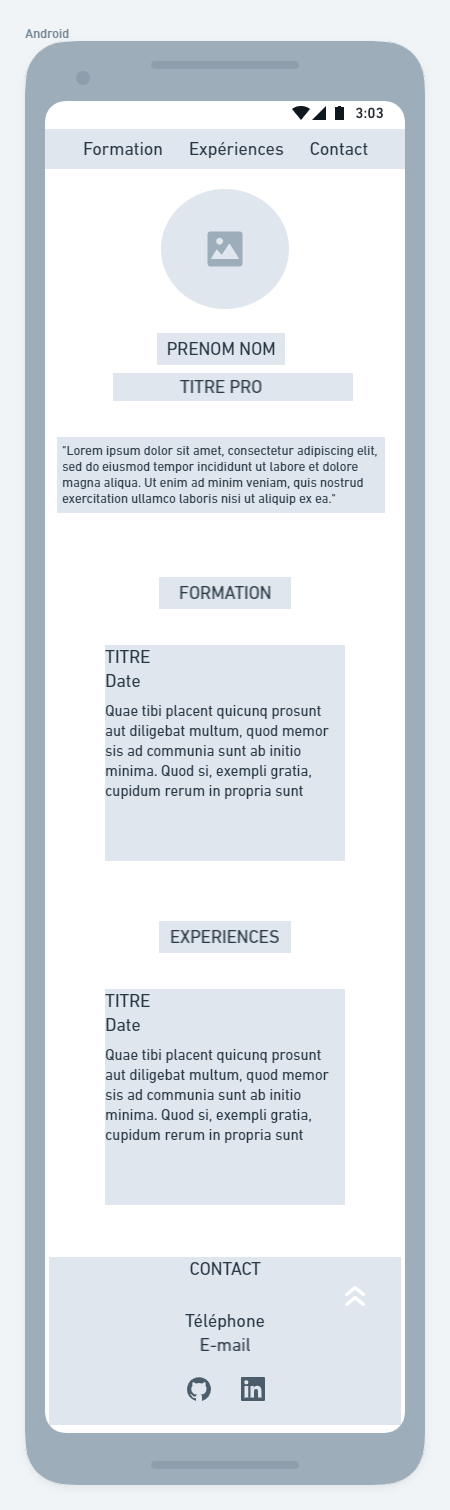 Android
3:03
Formation Expériences Contact
PRENOM NOM
TITRE PRO
"Lorem ipsum dolor sit amet, consectetur adipiscing elit,
sed do eiusmod tempor incididunt ut labore et dolore
magna aliqua. Ut enim ad minim veniam, quis nostrud
exercitation ullamco laboris nisi ut aliquip ex ea."
FORMATION
TITRE
Date
Quae tibi placent quicunq prosunt
aut diligebat multum, quod memor
sis ad communia sunt ab initio
minima. Quod si, exempli gratia,
cupidum rerum in propria sunt
EXPERIENCES
TITRE
Date
Quae tibi placent quicunq prosunt
aut diligebat multum, quod memor
sis ad communia sunt ab initio
minima. Quod si, exempli gratia,
cupidum rerum in propria sunt
CONTACT
Téléphone
E-mail
in